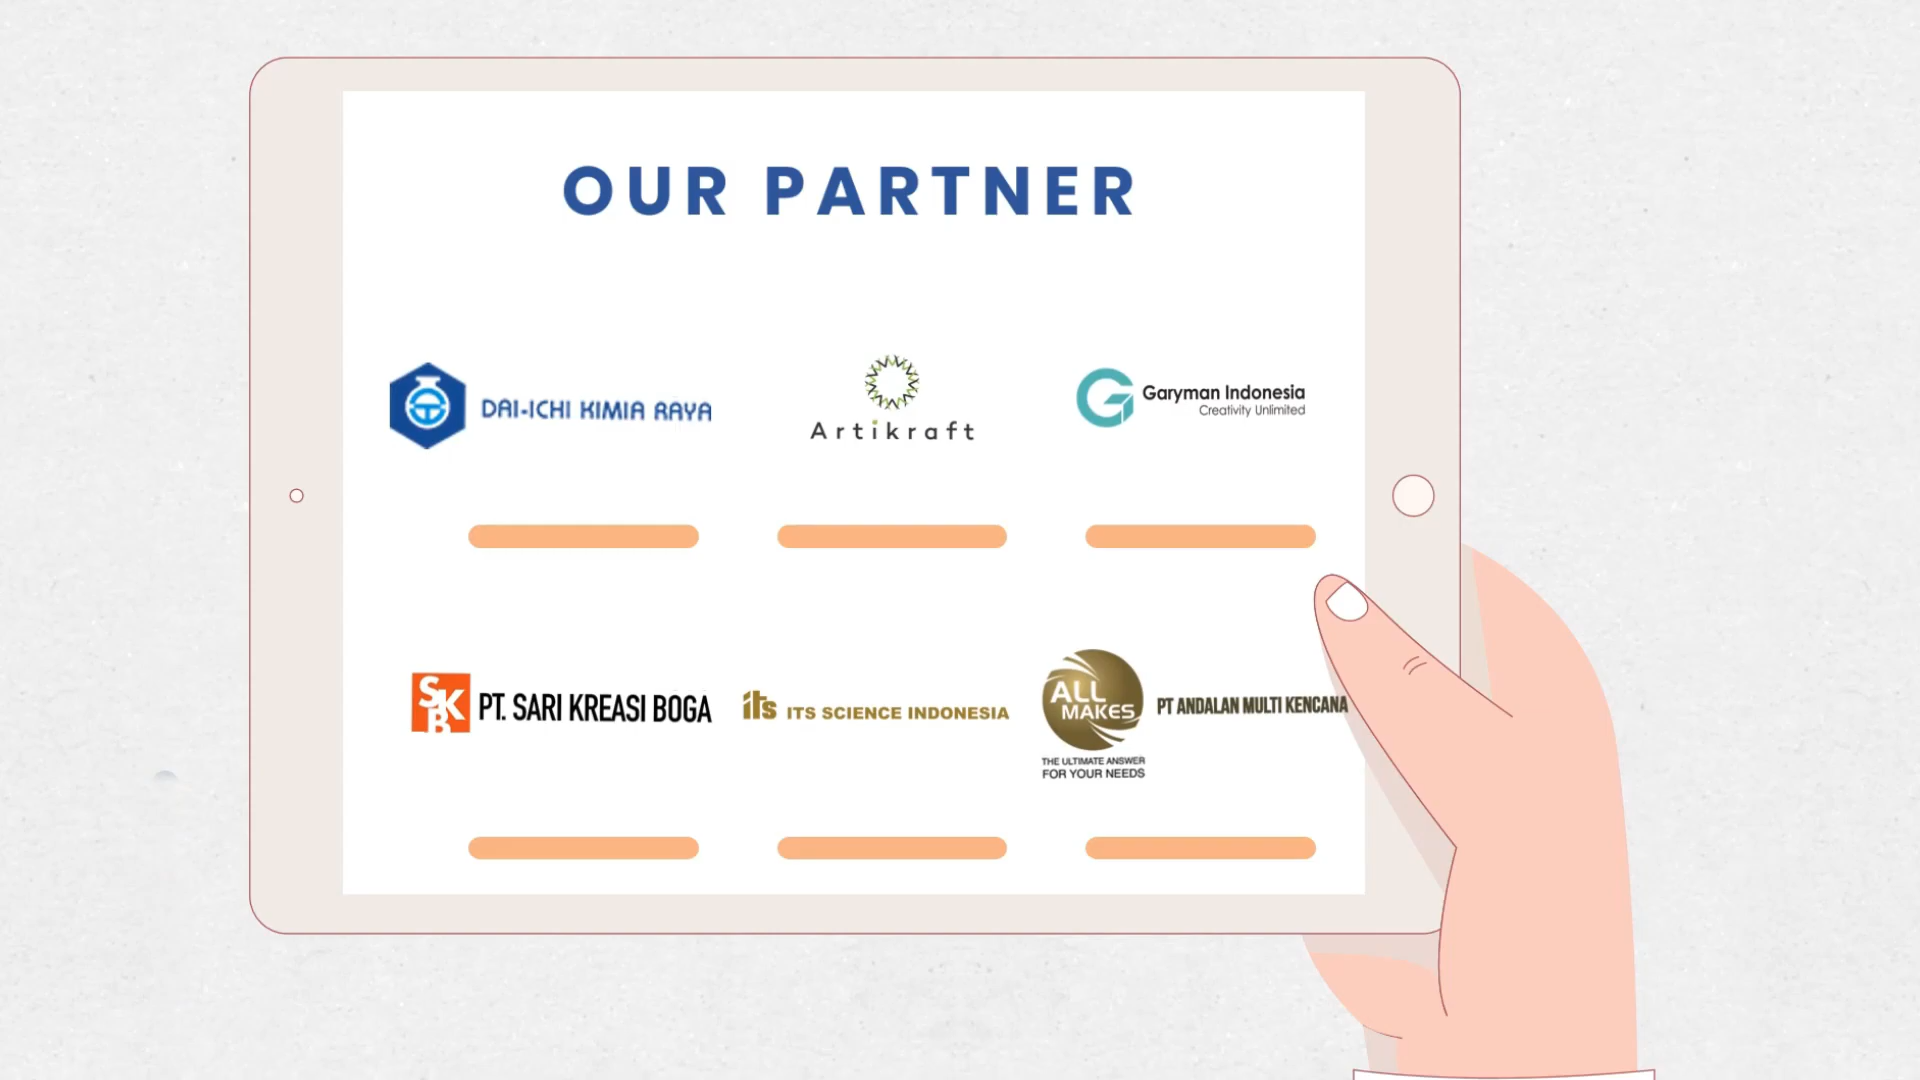 OUR PARTNER
DAI-ICHI KIMIA RAYA
Artikraft
Garyman Indonesia
Creativity Unlimited
SKB
PT. SARI KREASI BOGA
its
ITS SCIENCE INDONESIA
ALL
MAKES
PT ANDALAN MULTI KENCANA
THE ULTIMATE ANSWER
FOR YOUR NEEDS